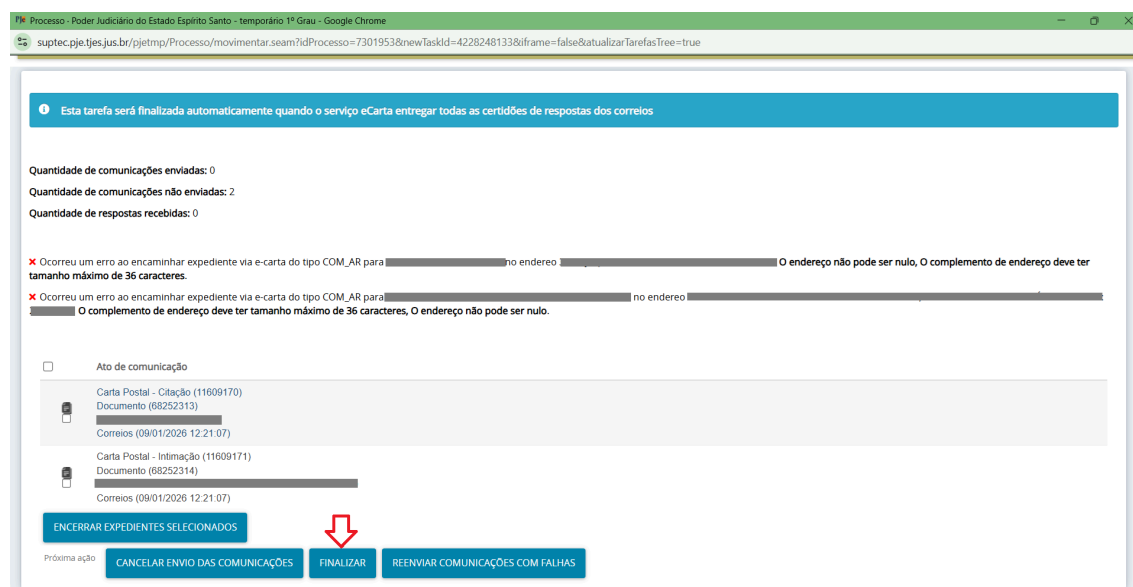 PJe Processo - Poder Judiciário do Estado Espírito Santo - temporário 1º Grau - Google Chrome
suptec.pje.tjes.jus.br/pjetmp/Processo/movimentar.seam?idProcesso=7301953&newTaskId=4228248133&iframe=false&atualizarTarefasTree=true
Esta tarefa será finalizada automaticamente quando o serviço eCarta entregar todas as certidões de respostas dos correios
Quantidade de comunicações enviadas: 0
Quantidade de comunicações não enviadas: 2
Quantidade de respostas recebidas: 0
Ocorreu um erro ao encaminhar expediente via e-carta do tipo COM_AR para no endereo O endereço não pode ser nulo, O complemento de endereço deve ter
tamanho máximo de 36 caracteres.
Ocorreu um erro ao encaminhar expediente via e-carta do tipo COM_AR para no endereo
O complemento de endereço deve ter tamanho máximo de 36 caracteres, O endereço não pode ser nulo.
Ato de comunicação
Carta Postal - Citação (11609170)
Documento (68252313)
Correios (09/01/2026 12:21:07)
Carta Postal - Intimação (11609171)
Documento (68252314)
Correios (09/01/2026 12:21:07)
ENCERRAR EXPEDIENTES SELECIONADOS
Próxima ação CANCELAR ENVIO DAS COMUNICAÇÕES FINALIZAR REENVIAR COMUNICAÇÕES COM FALHAS